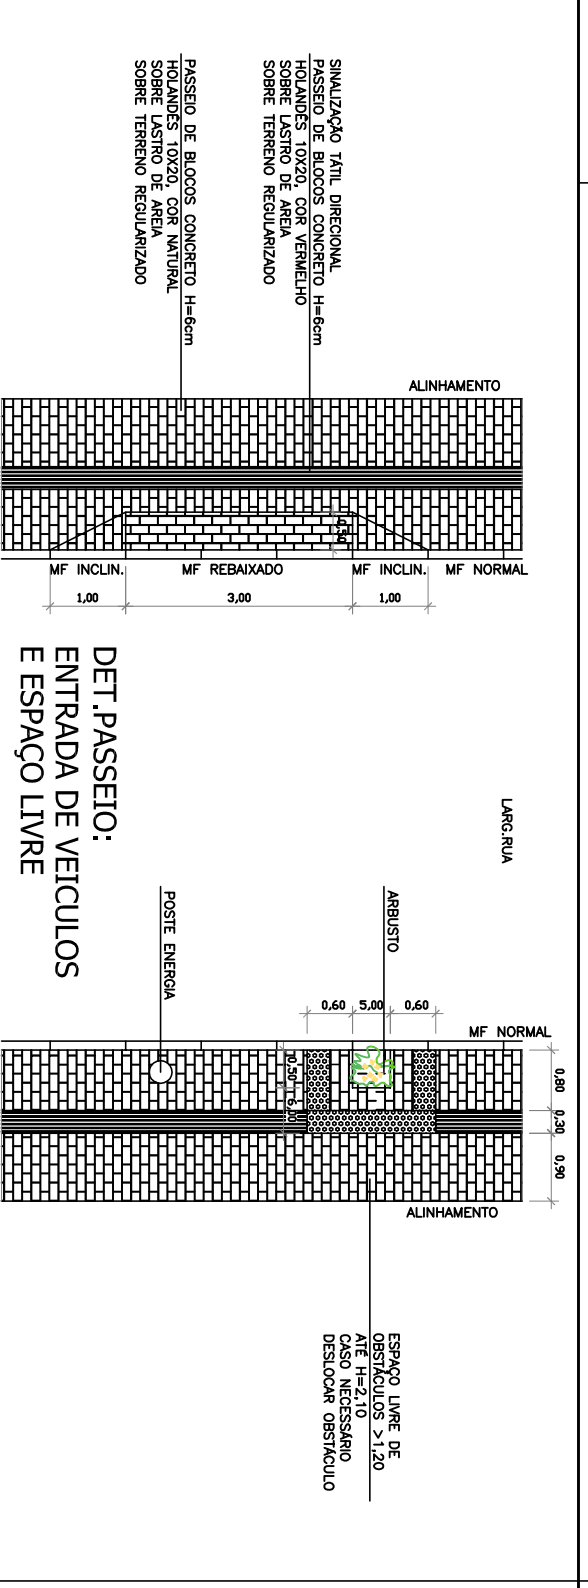 SINALIZAÇÃO TÁTIL DIRECIONAL
PASSEIO DE BLOCOS CONCRETO H=6cm
HOLANDÊS 10X20, COR VERMELHO
SOBRE LASTRO DE AREIA
SOBRE TERRENO REGULARIZADO
PASSEIO DE BLOCOS CONCRETO H=6cm
HOLANDÊS 10X20, COR NATURAL
SOBRE LASTRO DE AREIA
SOBRE TERRENO REGULARIZADO
ALINHAMENTO
0,50
MF INCLIN.
MF REBAIXADO
MF INCLIN.
MF NORMAL
1,00
3,00
1,00
DET.PASSEIO:
ENTRADA DE VEICULOS
E ESPAÇO LIVRE
LARG.RUA
ARBUSTO
POSTE ENERGIA
0,60
5,00
0,60
MF NORMAL
0,50
6,00
0,80
0,30
0,90
ALINHAMENTO
ESPAÇO LIVRE DE
OBSTÁCULOS >1,20
ATÉ H=2,10
CASO NECESSÁRIO
DESLOCAR OBSTÁCULO